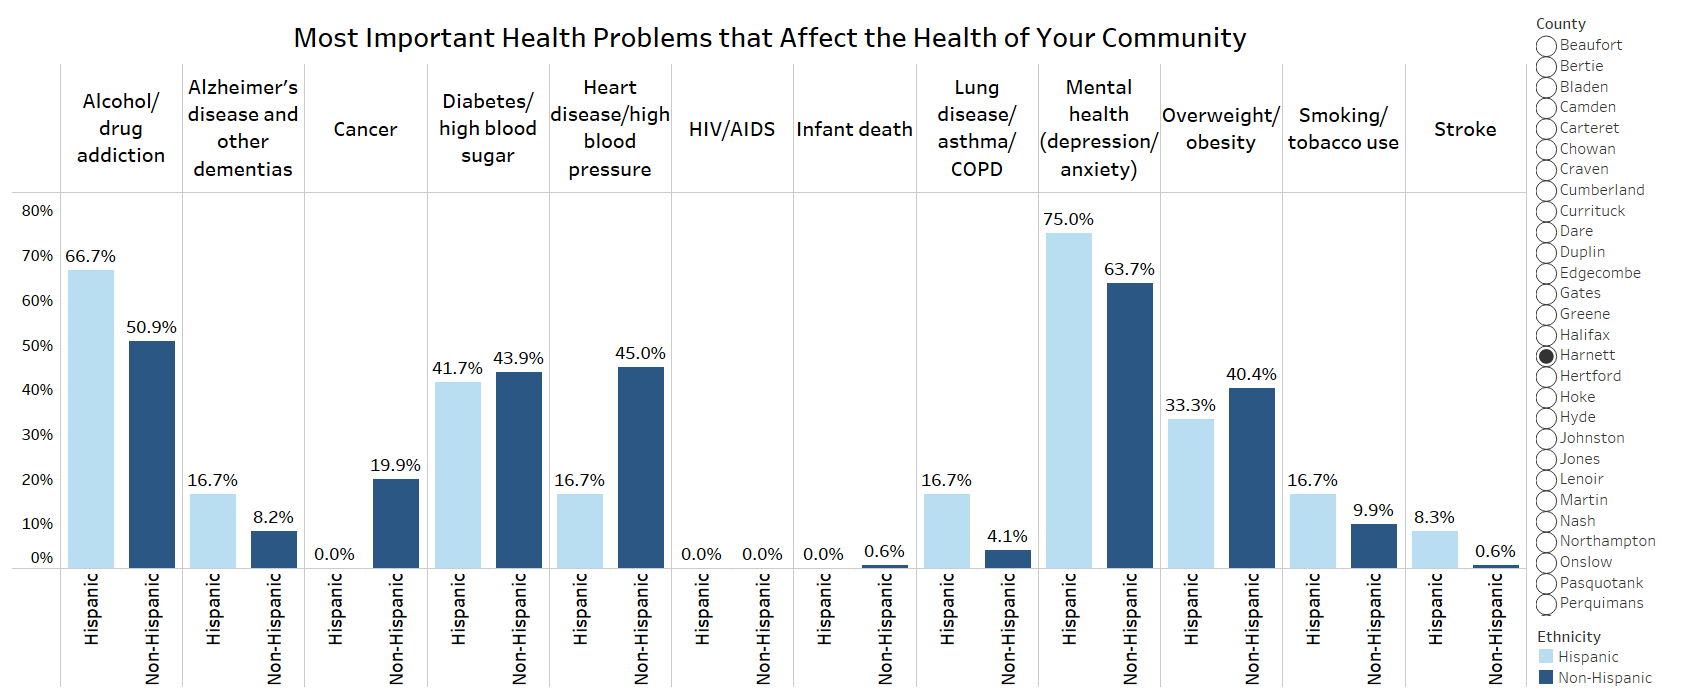 Most Important Health Problems that Affect the Health of Your Community
Alcohol/
drug
addiction
Alzheimer's
disease and
other
dementias
Cancer
Diabetes/
high blood
sugar
Heart
disease/high
blood
pressure
HIV/AIDS
Infant death
Lung
disease/
asthma/
COPD
Mental
health
(depression/
anxiety)
Overweight/
obesity
Smoking/
tobacco use
Stroke
80%
70%
60%
50%
40%
30%
20%
10%
0%
66.7%
50.9%
16.7%
8.2%
0.0%
19.9%
41.7%
43.9%
16.7%
45.0%
0.0%
0.0%
0.0%
0.6%
16.7%
4.1%
75.0%
63.7%
33.3%
40.4%
16.7%
9.9%
8.3%
0.6%
Hispanic
Non-Hispanic
Hispanic
Non-Hispanic
Hispanic
Non-Hispanic
Hispanic
Non-Hispanic
Hispanic
Non-Hispanic
Hispanic
Non-Hispanic
Hispanic
Non-Hispanic
Hispanic
Non-Hispanic
Hispanic
Non-Hispanic
Hispanic
Non-Hispanic
Hispanic
Non-Hispanic
Hispanic
Non-Hispanic
County
Beaufort
Bertie
Bladen
Camden
Carteret
Chowan
Craven
Cumberland
Currituck
Dare
Duplin
Edgecombe
Gates
Greene
Halifax
Harnett
Hertford
Hoke
Hyde
Johnston
Jones
Lenoir
Martin
Nash
Northampton
Onslow
Pasquotank
Perquimans
Ethnicity
Hispanic
Non-Hispanic